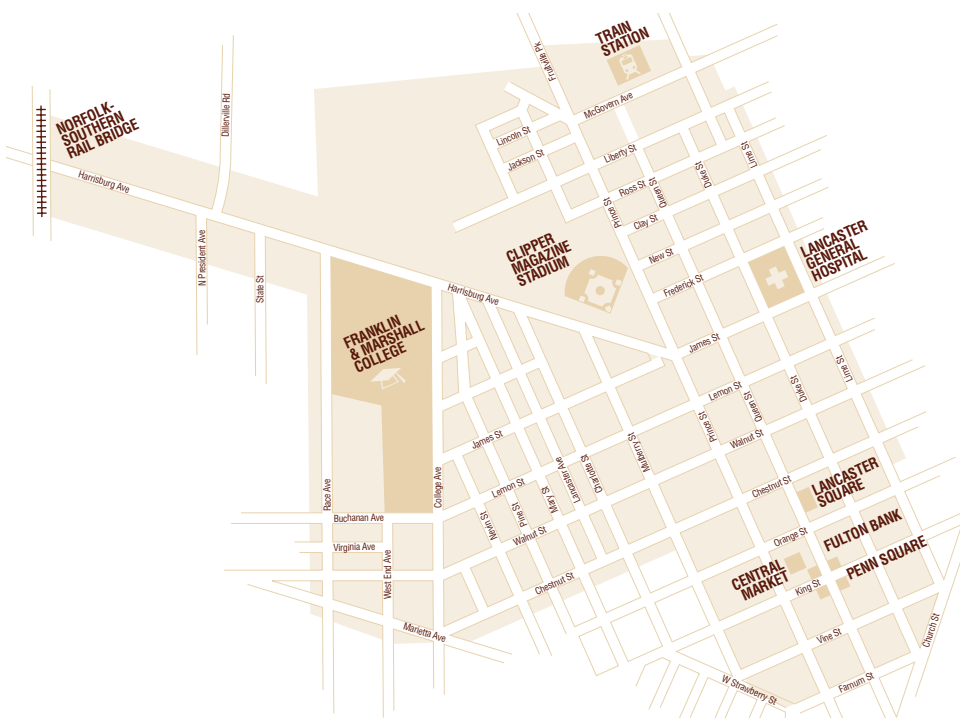 TRAIN
STATION
Fruitville Pk
McGovern Ave
Dillerville Rd
NORFOLK-
SOUTHERN
RAIL BRIDGE
Harrisburg Ave
Lincoln St
Jackson St
Liberty St
Lime St
Duke St
Ross St
Queen St
Prince St
Clay St
New St
Frederick St
N President Ave
State St
CLIPPER
MAGAZINE
STADIUM
LANCASTER
GENERAL
HOSPITAL
Harrisburg Ave
FRANKLIN
& MARSHALL
COLLEGE
James St
Lime St
Duke St
Lemon St
Queen St
Prince St
Walnut St
Mulberry St
James St
Charlotte St
Lancaster Ave
Mary St
Lemon St
Pine St
Nevin St
Walnut St
College Ave
Race Ave
Chestnut St
LANCASTER
SQUARE
Buchanan Ave
Virginia Ave
West End Ave
Orange St
FULTON BANK
PENN SQUARE
CENTRAL
MARKET
King St
Chestnut St
Marietta Ave
Vine St
Church St
Farnum St
W Strawberry St